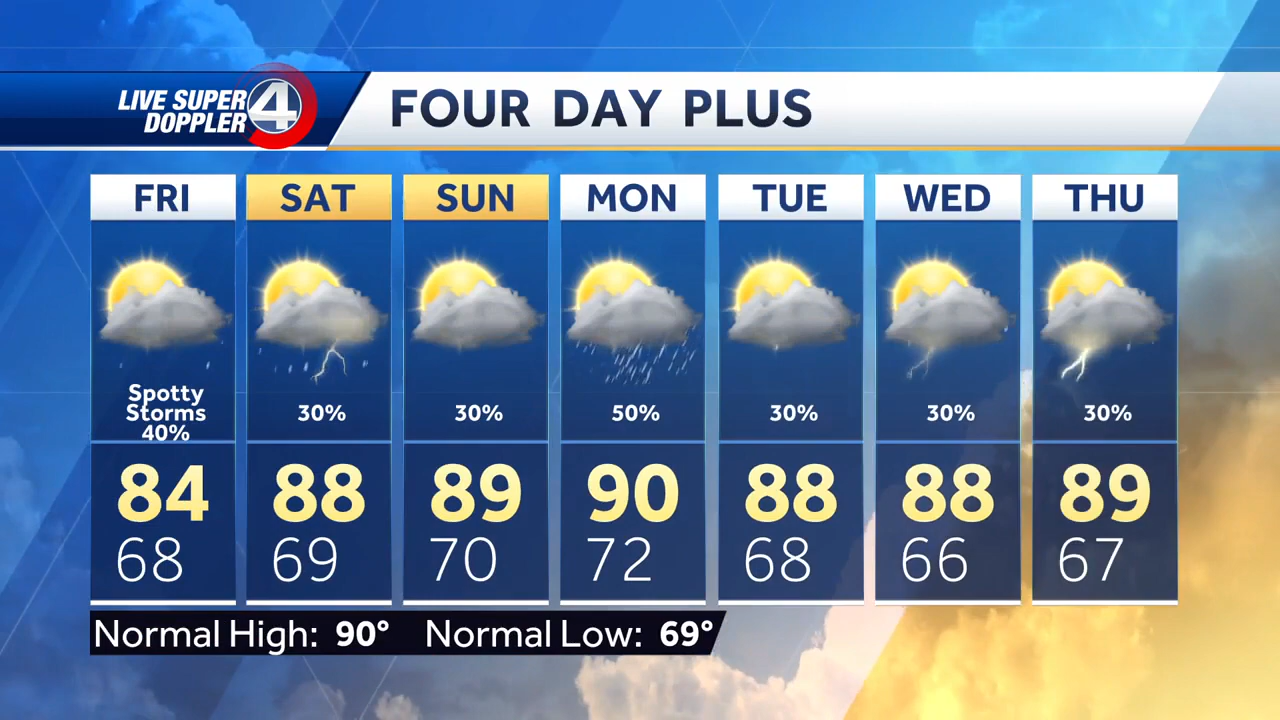 LIVE SUPER
DOPPLER 4
FOUR DAY PLUS
FRI SAT SUN MON TUE WED THU
Spotty
Storms
40% 30% 30% 50% 30% 30% 30%
84 88 89 90 88 88 89
68 69 70 72 68 66 67
Normal High: 90° Normal Low: 69°